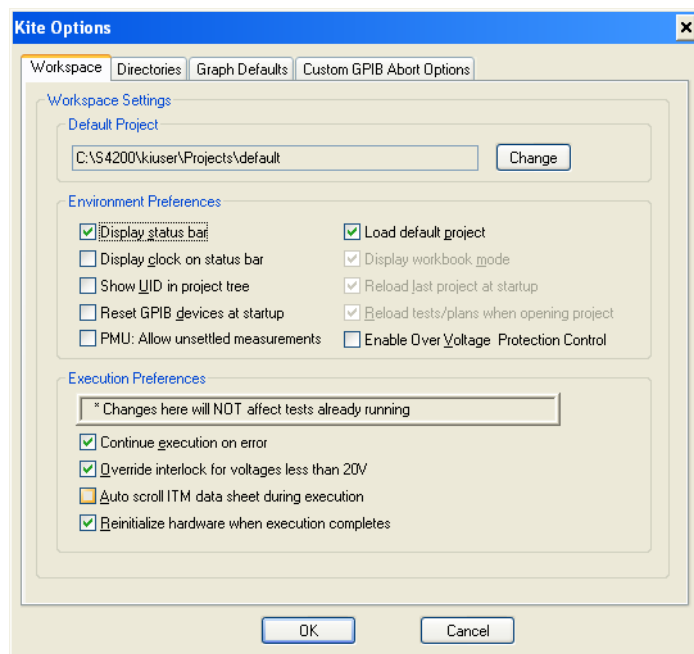 Kite Options
Workspace Directories Graph Defaults Custom GPIB Abort Options
Workspace Settings
Default Project
C:\S4200\kiuser\Projects\default Change
Environment Preferences
Display status bar Load default project
Display clock on status bar Display workbook mode
Show UID in project tree Reload last project at startup
Reset GPIB devices at startup Reload tests/plans when opening project
PMU: Allow unsettled measurements Enable Over Voltage Protection Control
Execution Preferences
* Changes here will NOT affect tests already running
Continue execution on error
Override interlock for voltages less than 20V
Auto scroll ITM data sheet during execution
Reinitialize hardware when execution completes
OK Cancel